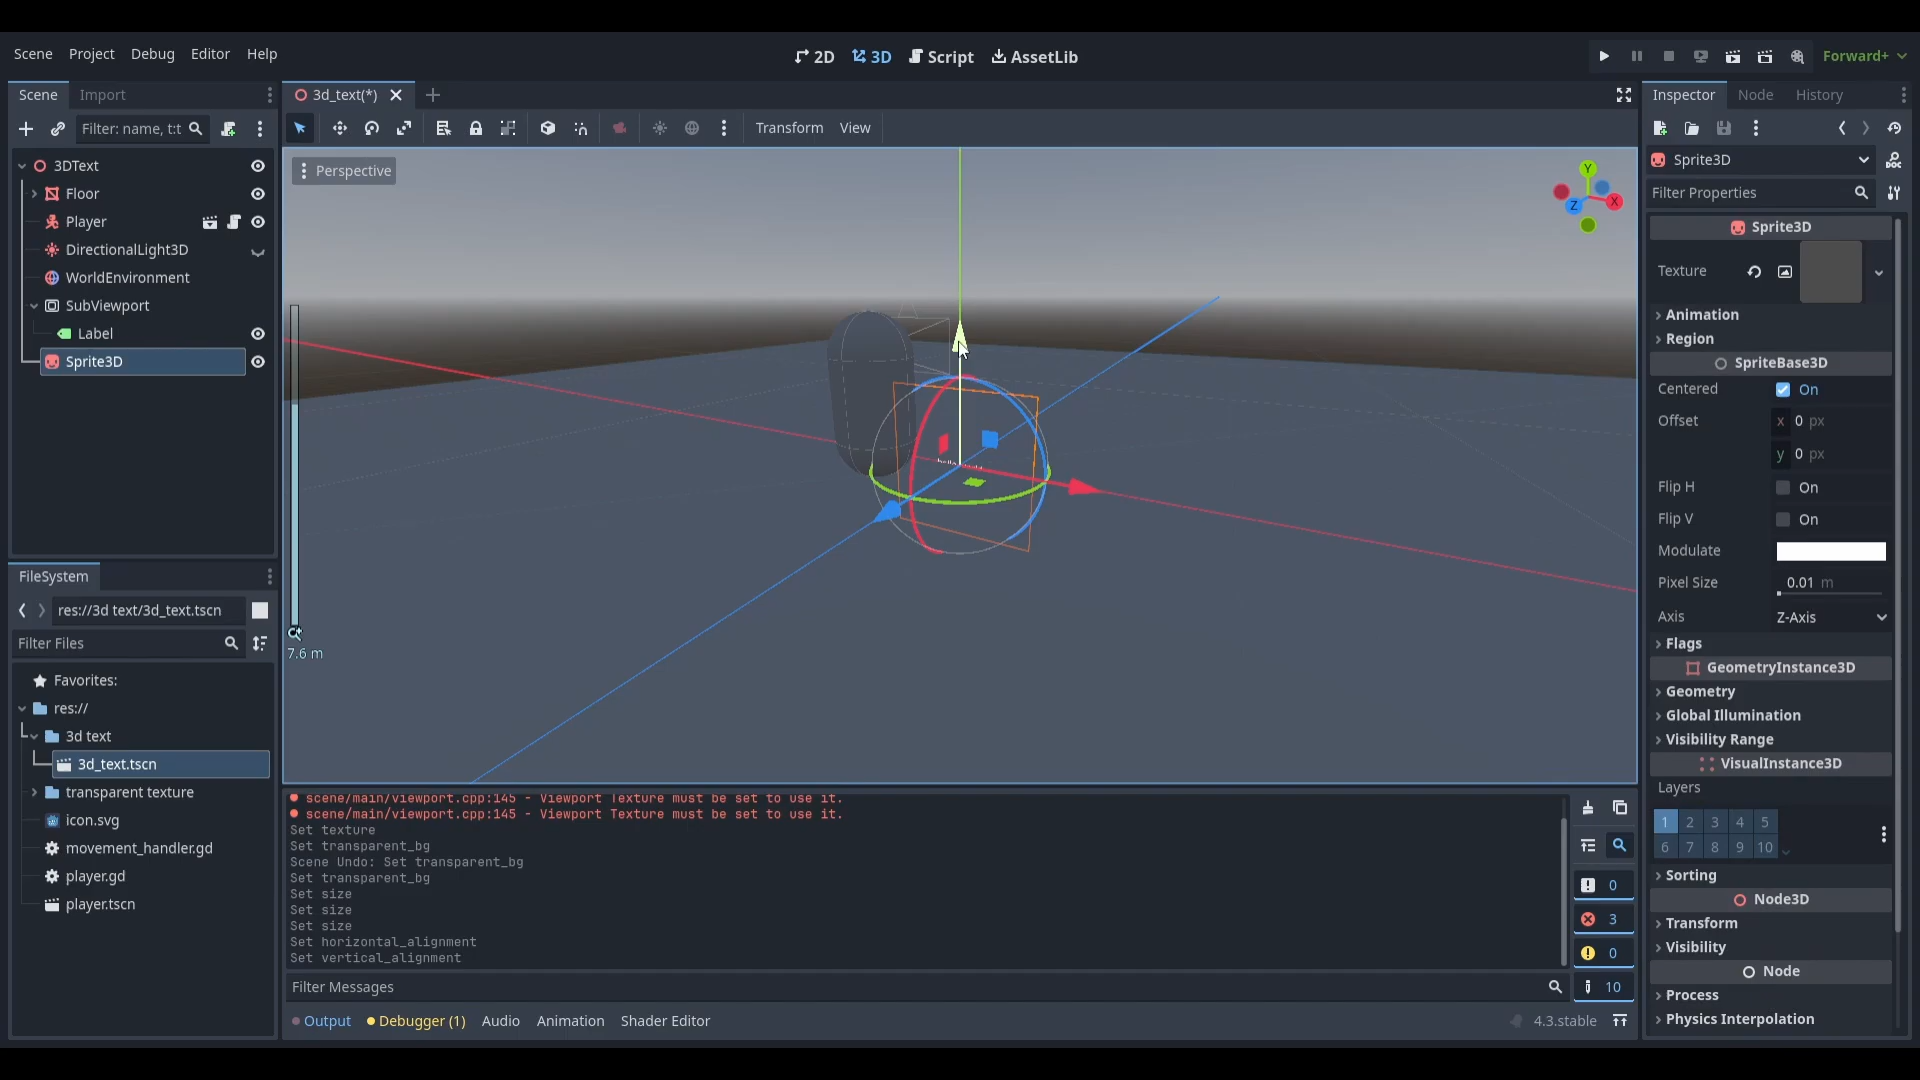 Scene Project Debug Editor Help
2D 3D Script AssetLib
Forward+
Scene Import
3d_text(*)
Inspector Node History
Filter: name, t:t
Transform View
3DText
Floor
Player
DirectionalLight3D
WorldEnvironment
SubViewport
Label
Sprite3D
Perspective
Y
Z
X
7.6 m
Sprite3D
Filter Properties
Sprite3D
Texture
Animation
Region
SpriteBase3D
Centered On
Offset x 0 px
y 0 px
Flip H On
Flip V On
Modulate
Pixel Size 0.01 m
Axis Z-Axis
Flags
GeometryInstance3D
Geometry
Global Illumination
Visibility Range
VisualInstance3D
Layers
1 2 3 4 5
6 7 8 9 10
Sorting
Node3D
Transform
Visibility
Node
Process
Physics Interpolation
FileSystem
res://3d text/3d_text.tscn
Filter Files
Favorites:
res://
3d text
3d_text.tscn
transparent texture
icon.svg
movement_handler.gd
player.gd
player.tscn
scene/main/viewport.cpp:145 - Viewport Texture must be set to use it.
scene/main/viewport.cpp:145 - Viewport Texture must be set to use it.
Set texture
Set transparent_bg
Scene Undo: Set transparent_bg
Set transparent_bg
Set size
Set size
Set size
Set horizontal_alignment
Set vertical_alignment
0
3
0
10
Filter Messages
Output Debugger (1) Audio Animation Shader Editor
4.3.stable